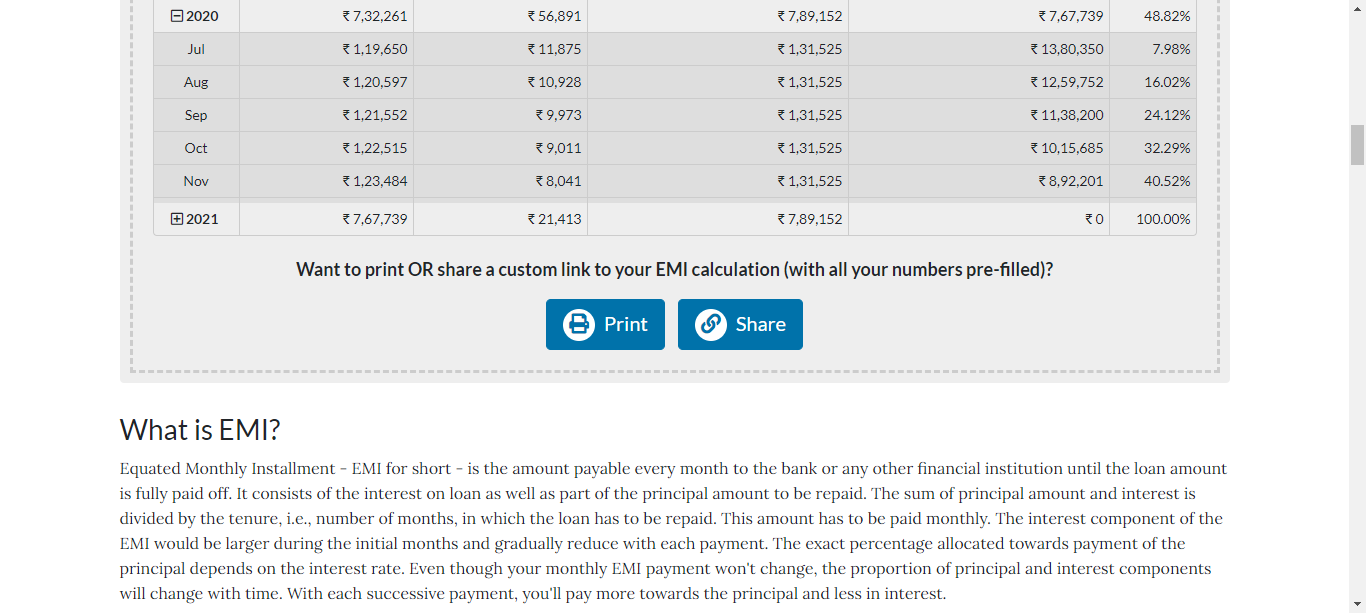 2020 ₹ 7,32,261 ₹ 56,891 ₹ 7,89,152 ₹ 7,67,739 48.82%
Jul ₹ 1,19,650 ₹ 11,875 ₹ 1,31,525 ₹ 13,80,350 7.98%
Aug ₹ 1,20,597 ₹ 10,928 ₹ 1,31,525 ₹ 12,59,752 16.02%
Sep ₹ 1,21,552 ₹ 9,973 ₹ 1,31,525 ₹ 11,38,200 24.12%
Oct ₹ 1,22,515 ₹ 9,011 ₹ 1,31,525 ₹ 10,15,685 32.29%
Nov ₹ 1,23,484 ₹ 8,041 ₹ 1,31,525 ₹ 8,92,201 40.52%
2021 ₹ 7,67,739 ₹ 21,413 ₹ 7,89,152 ₹ 0 100.00%
Want to print OR share a custom link to your EMI calculation (with all your numbers pre-filled)?
Print Share
What is EMI?
Equated Monthly Installment - EMI for short - is the amount payable every month to the bank or any other financial institution until the loan amount
is fully paid off. It consists of the interest on loan as well as part of the principal amount to be repaid. The sum of principal amount and interest is
divided by the tenure, i.e., number of months, in which the loan has to be repaid. This amount has to be paid monthly. The interest component of the
EMI would be larger during the initial months and gradually reduce with each payment. The exact percentage allocated towards payment of the
principal depends on the interest rate. Even though your monthly EMI payment won't change, the proportion of principal and interest components
will change with time. With each successive payment, you'll pay more towards the principal and less in interest.